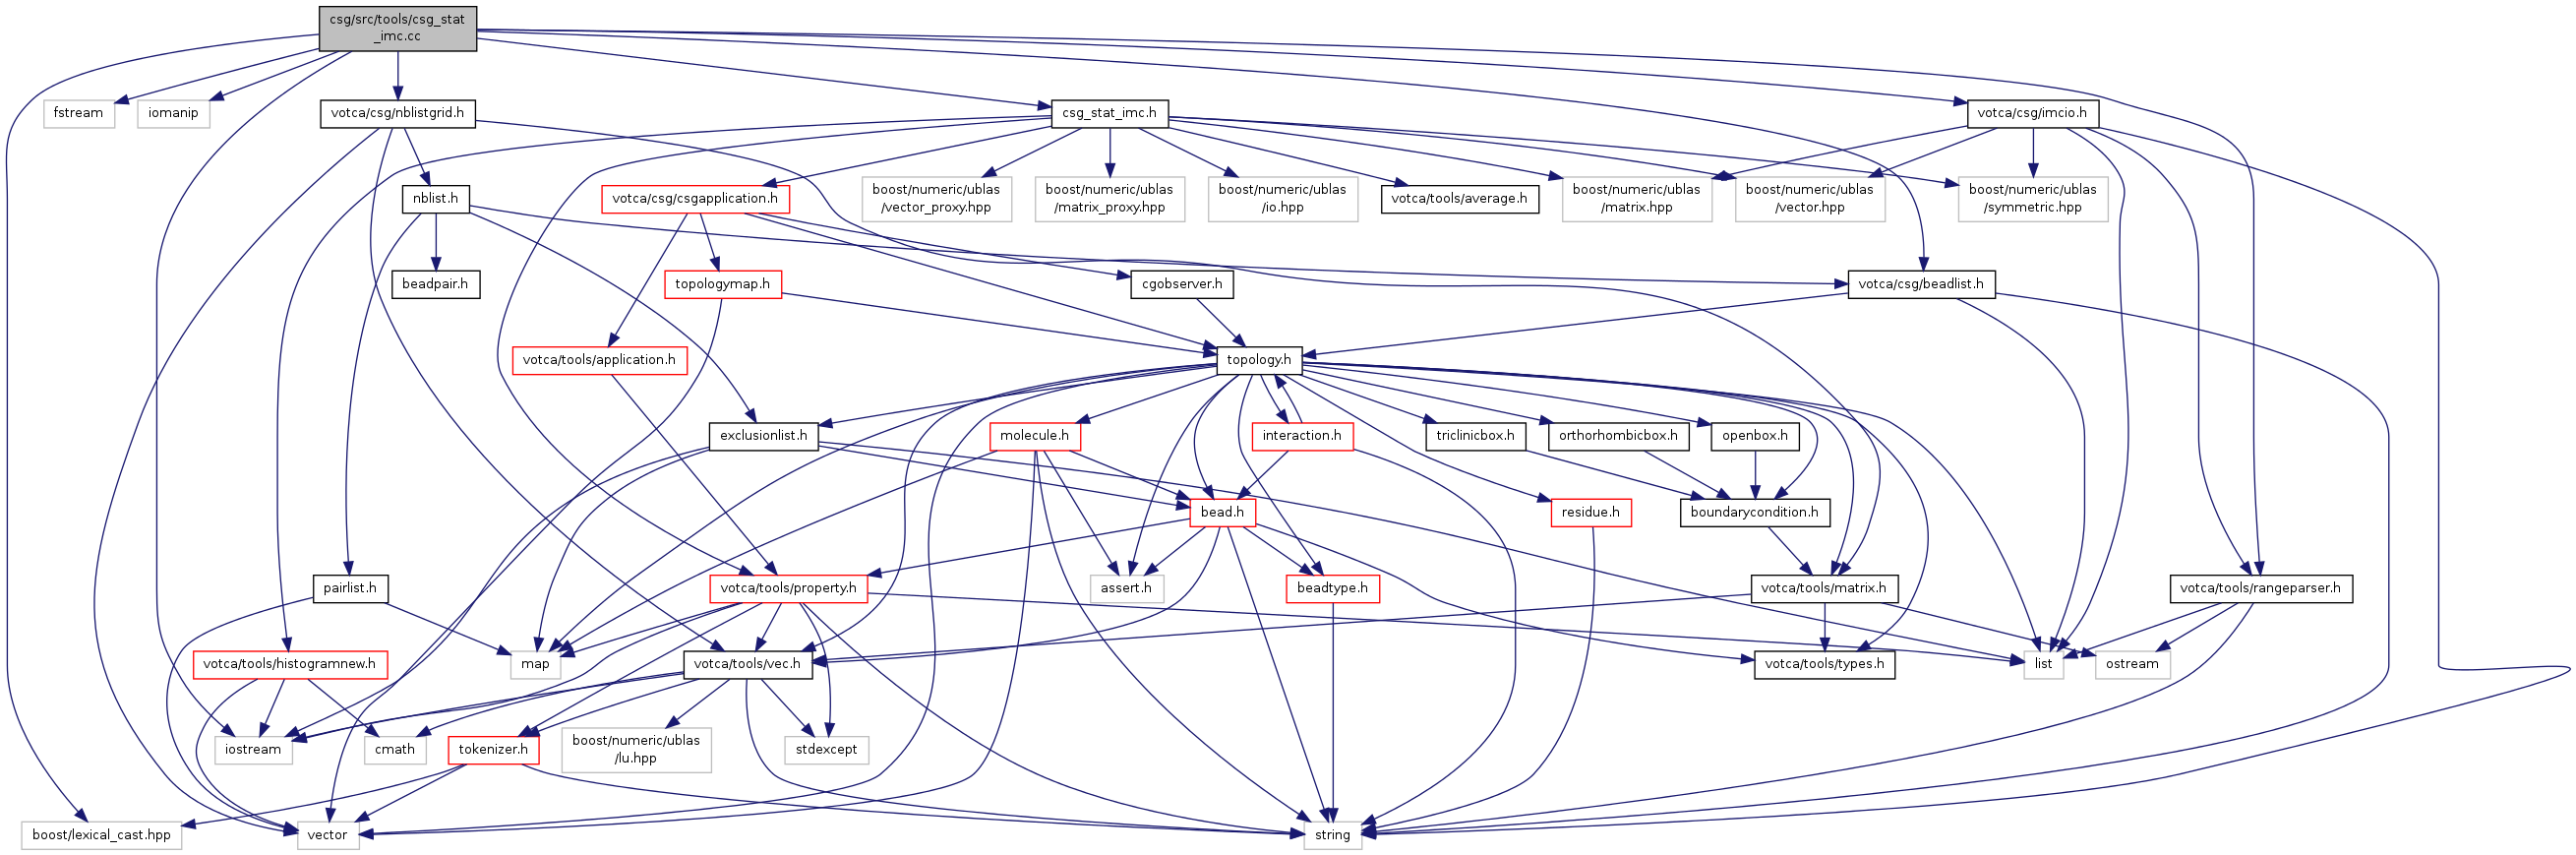 csg/src/tools/csg_stat
_imc.cc
fstream
iomanip
votca/csg/nblistgrid.h
csg_stat_imc.h
votca/csg/imcio.h
nblist.h
votca/csg/csgapplication.h
boost/numeric/ublas
/vector_proxy.hpp
boost/numeric/ublas
/matrix_proxy.hpp
boost/numeric/ublas
/io.hpp
votca/tools/average.h
boost/numeric/ublas
/matrix.hpp
boost/numeric/ublas
/vector.hpp
boost/numeric/ublas
/symmetric.hpp
beadpair.h
topologymap.h
cgobserver.h
votca/csg/beadlist.h
votca/tools/application.h
topology.h
exclusionlist.h
molecule.h
interaction.h
triclinicbox.h
orthorhombicbox.h
openbox.h
bead.h
residue.h
boundarycondition.h
pairlist.h
votca/tools/property.h
assert.h
beadtype.h
votca/tools/matrix.h
votca/tools/rangeparser.h
votca/tools/histogramnew.h
map
votca/tools/vec.h
votca/tools/types.h
list
ostream
iostream
cmath
tokenizer.h
boost/numeric/ublas
/lu.hpp
stdexcept
boost/lexical_cast.hpp
vector
string